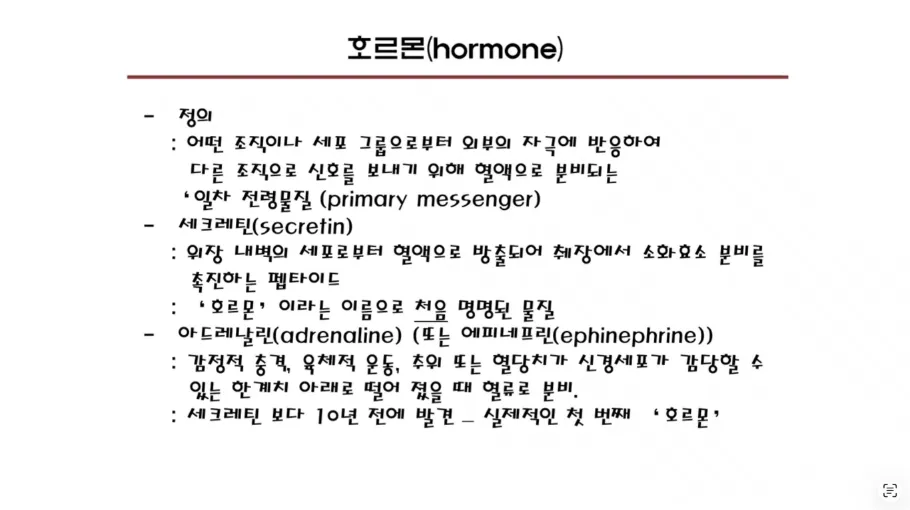 호르몬(hormone)
- 정의
: 어떤 조직이나 세포 그룹으로부터 외부의 자극에 반응하여
다른 조직으로 신호를 보내기 위해 혈액으로 분비되는
‘일차 전령물질 (primary messenger)
- 세크레틴(secretin)
: 위장 내벽의 세포로부터 혈액으로 방출되어 췌장에서 소화효소 분비를
촉진하는 펩타이드
: ‘호르몬’ 이라는 이름으로 처음 명명된 물질
- 아드레날린(adrenaline) (또는 에피네프린(ephinephrine))
: 감정적 충격, 육체적 운동, 추위 또는 혈당치가 신경세포가 감당할 수
있는 한계치 아래로 떨어 졌을 때 혈류로 분비.
: 세크레틴 보다 10년 전에 발견 – 실제적인 첫 번째 ‘호르몬’